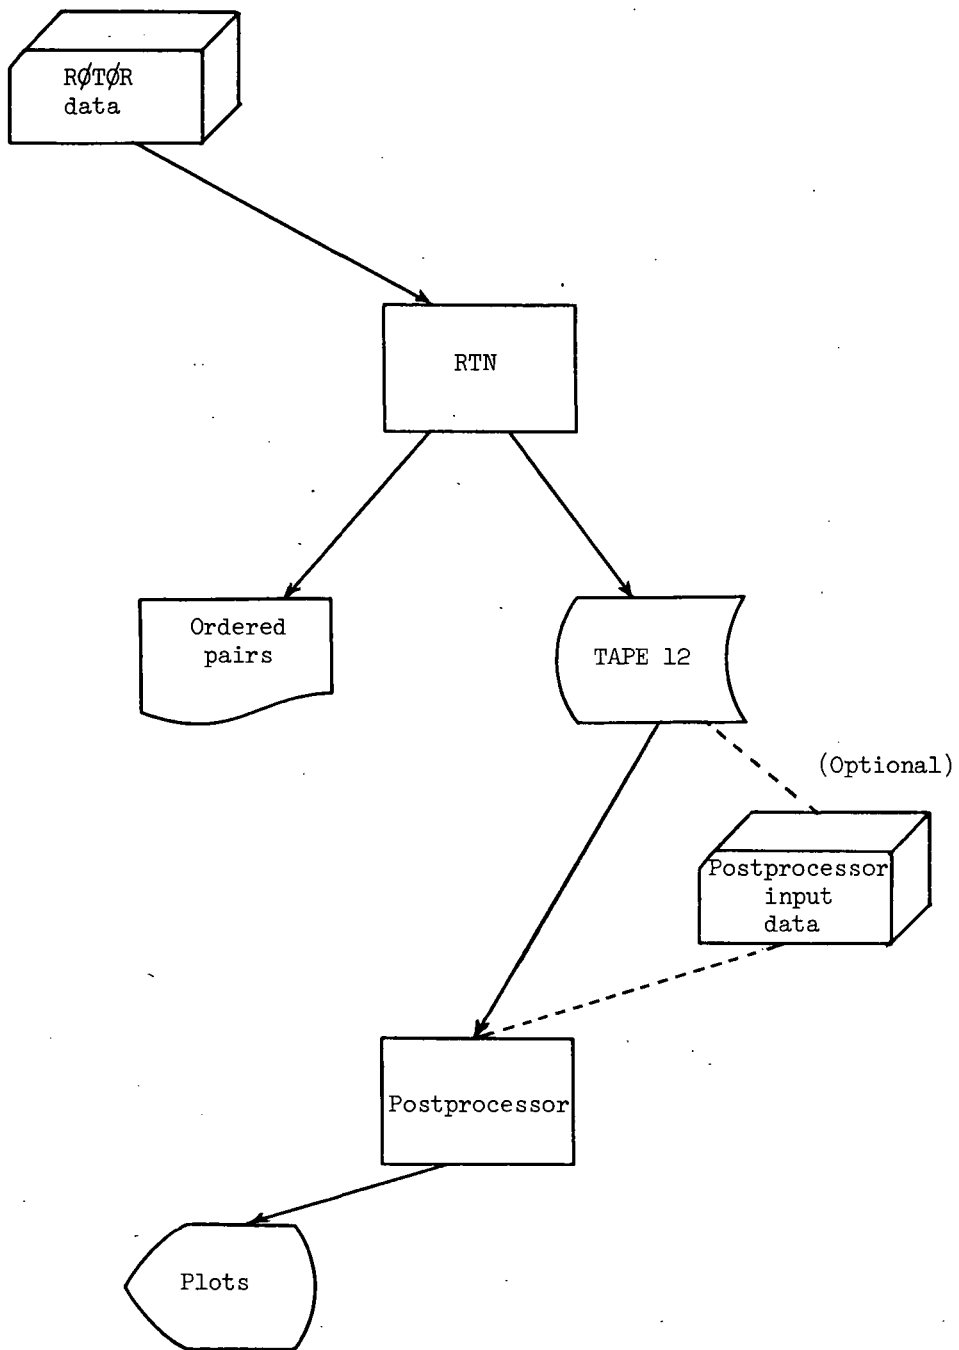 RØTØR
data
RTN
Ordered
pairs
TAPE 12
(Optional)
Postprocessor
input
data
Postprocessor
Plots